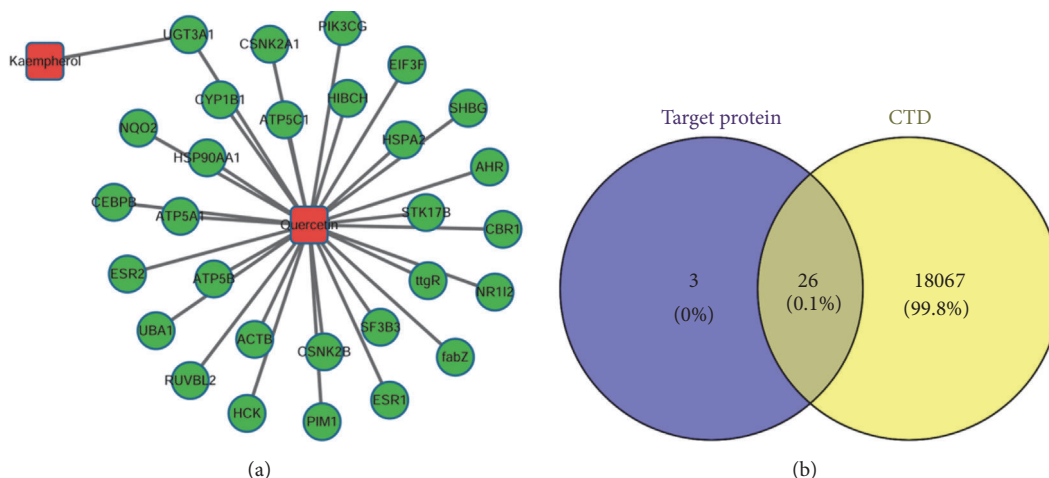 PIK3CG
UGT3A1
CSNK2A1
Kaempherol
EIF3F
CYP1B1
HIBCH
SHBG
ATP5C1
NQO2
HSPA2
HSP90AA1
AHR
CEBPB
ATP5A1
STK17B
Quercetin
CBR1
ESR2
ATP5B
ttgR
NR1I2
UBA1
SF3B3
ACTB
CSNK2B
fabZ
RUVBL2
ESR1
HCK
PIM1
(a)
Target protein
CTD
3
(0%)
26
(0.1%)
18067
(99.8%)
(b)